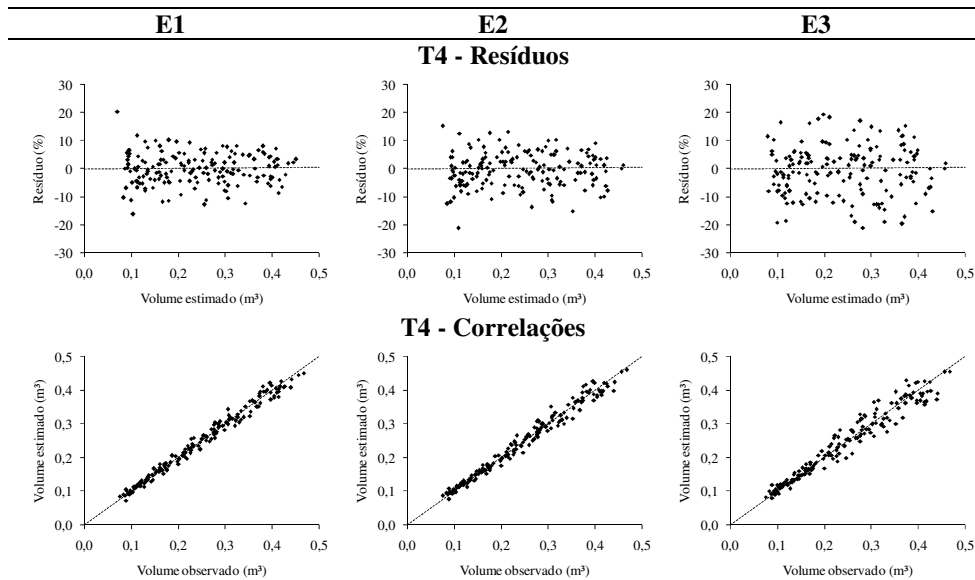 E1 E2 E3
T4 - Resíduos
Resíduo (%)
30
20
10
0
-10
-20
-30
0,0 0,1 0,2 0,3 0,4 0,5
Volume estimado (m³)
Resíduo (%)
30
20
10
0
-10
-20
-30
0,0 0,1 0,2 0,3 0,4 0,5
Volume estimado (m³)
Resíduo (%)
30
20
10
0
-10
-20
-30
0,0 0,1 0,2 0,3 0,4 0,5
Volume estimado (m³)
T4 - Correlações
Volume estimado (m³)
0,5
0,4
0,3
0,2
0,1
0,0
0,0 0,1 0,2 0,3 0,4 0,5
Volume observado (m³)
Volume estimado (m³)
0,5
0,4
0,3
0,2
0,1
0,0
0,0 0,1 0,2 0,3 0,4 0,5
Volume observado (m³)
Volume estimado (m³)
0,5
0,4
0,3
0,2
0,1
0,0
0,0 0,1 0,2 0,3 0,4 0,5
Volume observado (m³)